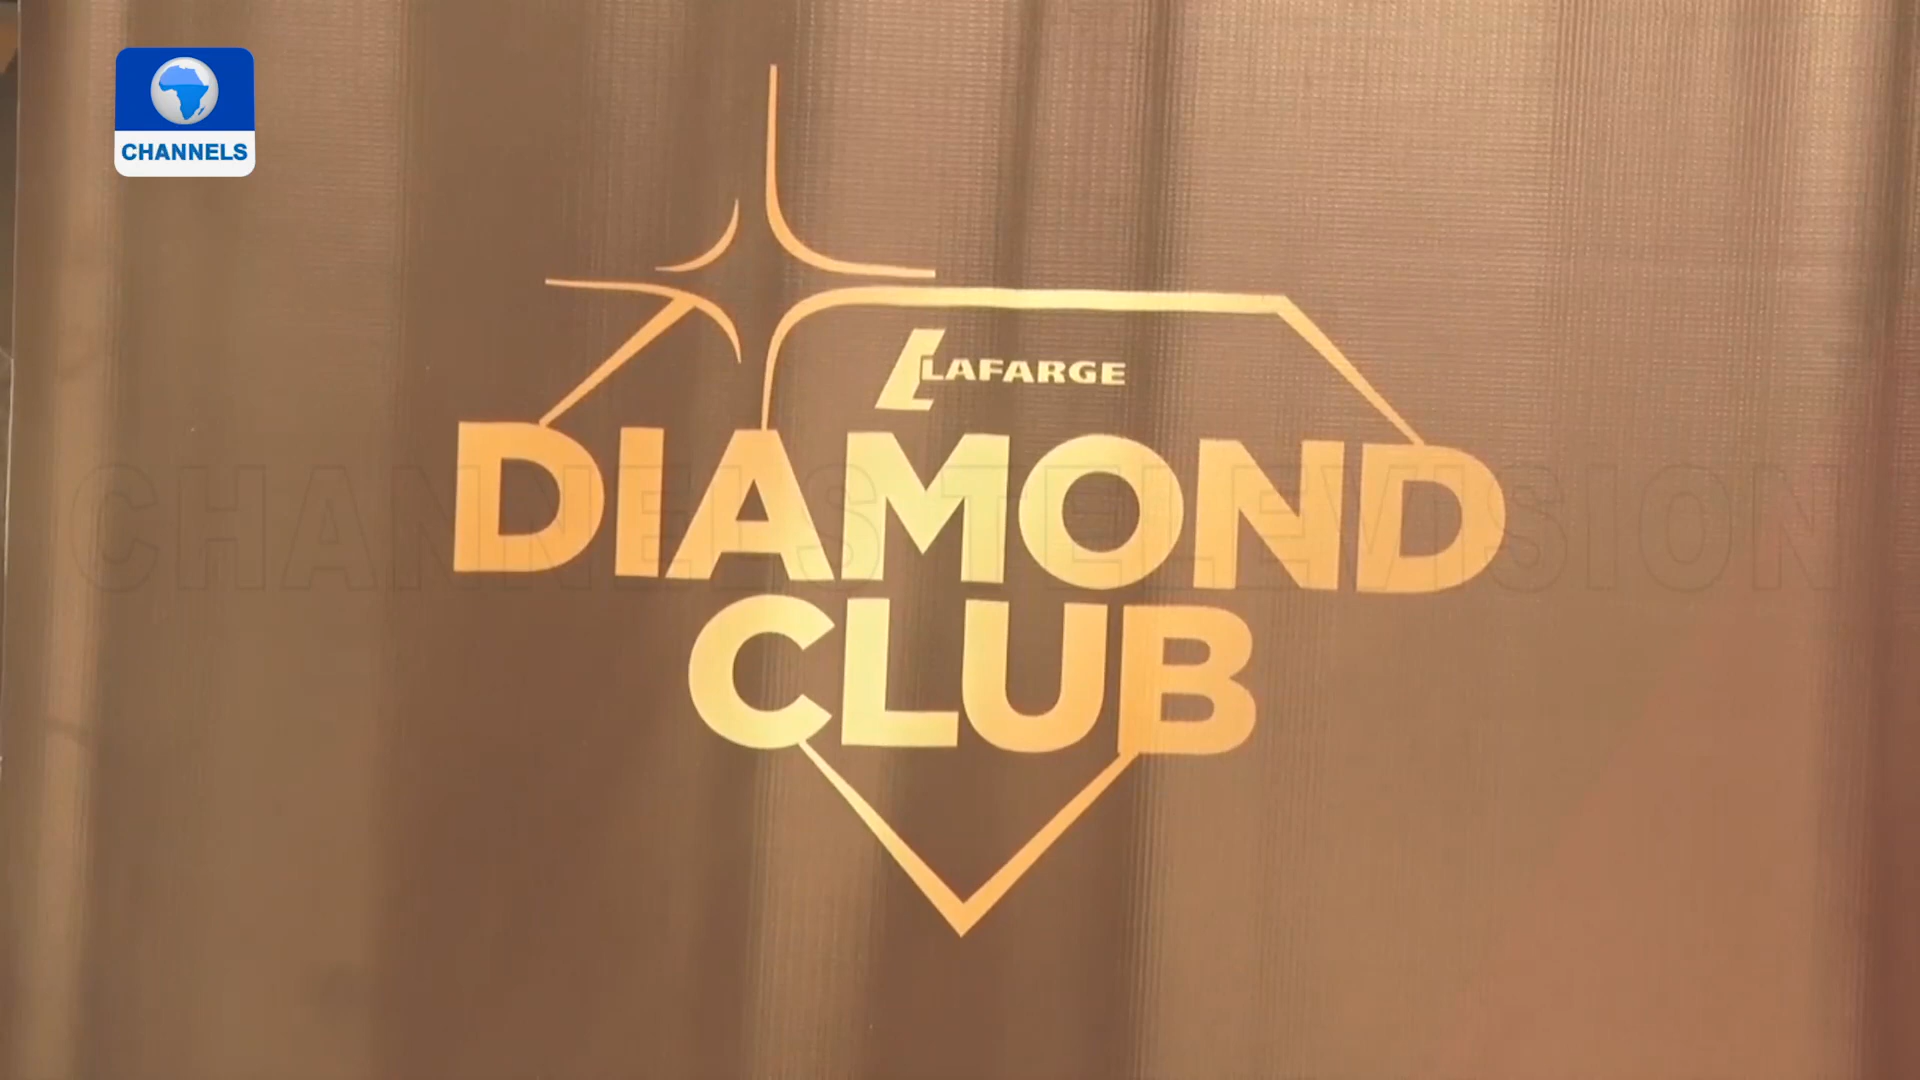 CHANNELS
LAFARGE
DIAMOND
CLUB
CHANNELS TELEVISION